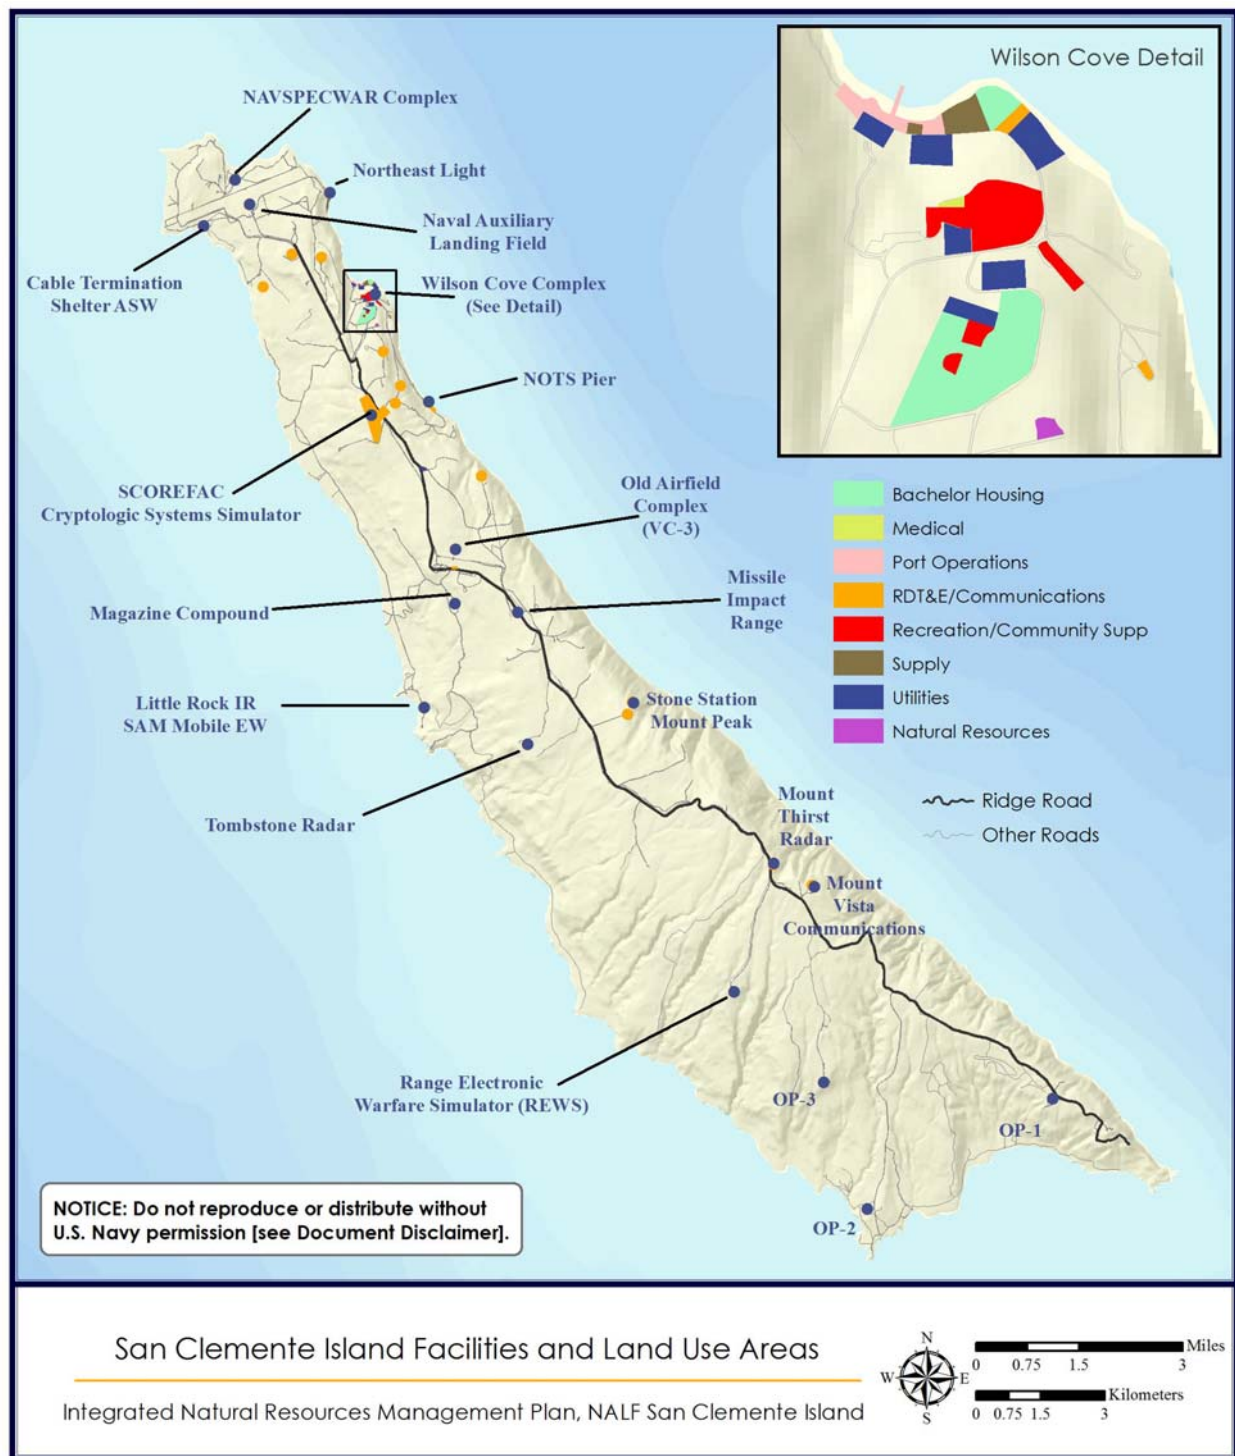 Wilson Cove Detail
NAVSPECWAR Complex
Northeast Light
Naval Auxiliary
Landing Field
Cable Termination
Shelter ASW
Wilson Cove Complex
(See Detail)
NOTS Pier
SCOREFAC
Cryptologic Systems Simulator
Old Airfield
Complex
(VC-3)
Magazine Compound
Missile
Impact
Range
Little Rock IR
SAM Mobile EW
Stone Station
Mount Peak
Tombstone Radar
Mount
Thirst
Radar
Mount
Vista
Communications
Range Electronic
Warfare Simulator (REWS)
OP-3
OP-1
OP-2
Bachelor Housing
Medical
Port Operations
RDT&E/Communications
Recreation/Community Supp
Supply
Utilities
Natural Resources
Ridge Road
Other Roads
NOTICE: Do not reproduce or distribute without
U.S. Navy permission [see Document Disclaimer].
San Clemente Island Facilities and Land Use Areas
Integrated Natural Resources Management Plan, NALF San Clemente Island
N
W E
S
Miles
0 0.75 1.5 3
Kilometers
0 0.75 1.5 3